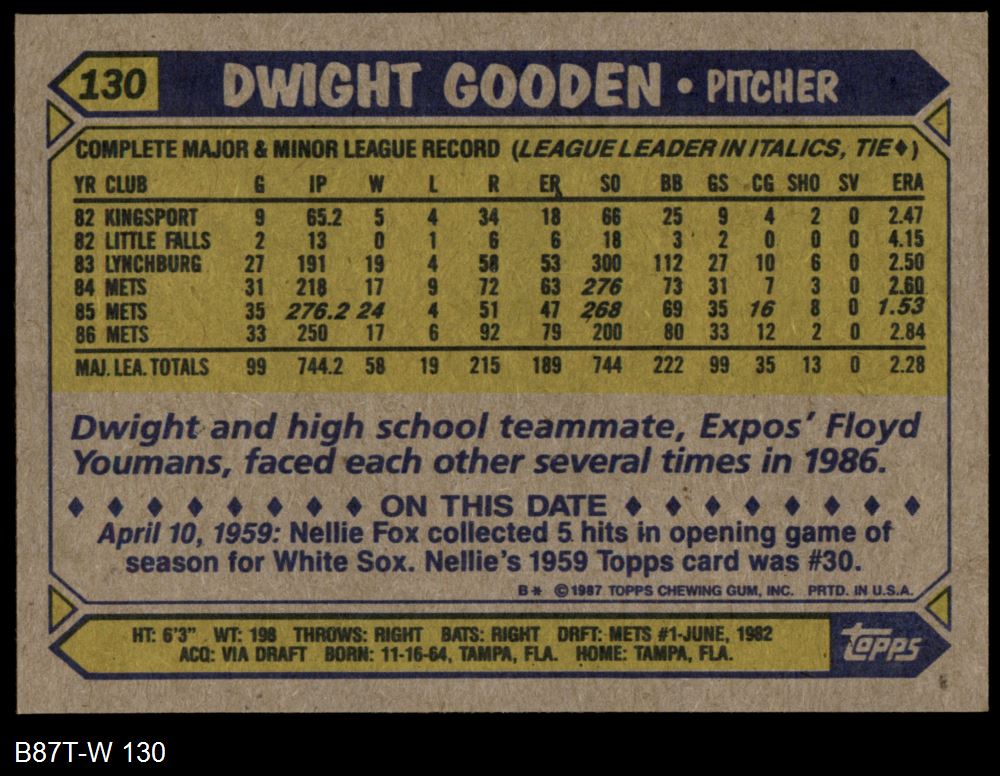 130 DWIGHT GOODEN • PITCHER
COMPLETE MAJOR & MINOR LEAGUE RECORD (LEAGUE LEADER IN ITALICS, TIE♦)
YR CLUB G IP W L R ER SO BB GS CG SHO SV ERA
82 KINGSPORT 9 65.2 5 4 34 18 66 25 9 4 2 0 2.47
82 LITTLE FALLS 2 13 0 1 6 6 18 3 2 0 0 0 4.15
83 LYNCHBURG 27 191 19 4 58 53 300 112 27 10 6 0 2.50
84 METS 31 218 17 9 72 63 276 73 31 7 3 0 2.60
85 METS 35 276.2 24 4 51 47 268 69 35 16 8 0 1.53
86 METS 33 250 17 6 92 79 200 80 33 12 2 0 2.84
MAJ. LEA. TOTALS 99 744.2 58 19 215 189 744 222 99 35 13 0 2.28
Dwight and high school teammate, Expos' Floyd
Youmans, faced each other several times in 1986.
♦ ♦ ♦ ♦ ♦ ♦ ♦ ♦ ON THIS DATE ♦ ♦ ♦ ♦ ♦ ♦ ♦ ♦
April 10, 1959: Nellie Fox collected 5 hits in opening game of
season for White Sox. Nellie's 1959 Topps card was #30.
B* ©1987 TOPPS CHEWING GUM, INC. PRTD. IN U.S.A.
HT: 6'3" WT: 198 THROWS: RIGHT BATS: RIGHT DRFT: METS #1-JUNE, 1982
ACQ: VIA DRAFT BORN: 11-16-64, TAMPA, FLA. HOME: TAMPA, FLA.
Topps
B87T-W 130